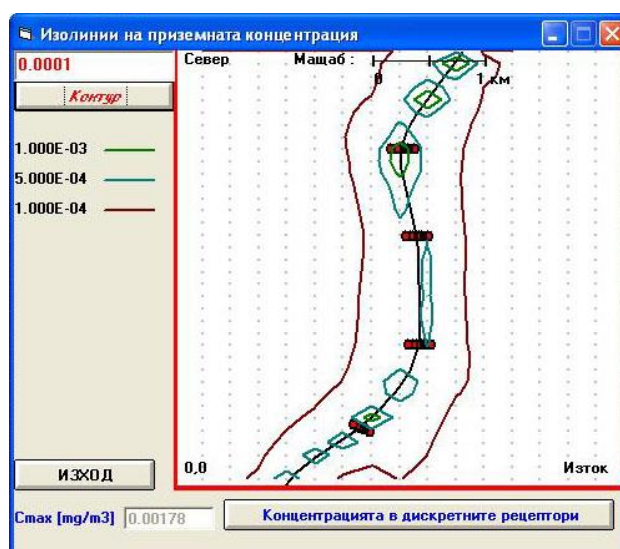 Изолинии на приземната концентрация
0.0001
Контур
1.000E-03
5.000E-04
1.000E-04
Север Мащаб :
0 1 км
0,0 Изток
ИЗХОД
Cmax [mg/m3] 0.00178
Концентрацията в дискретните рецептори